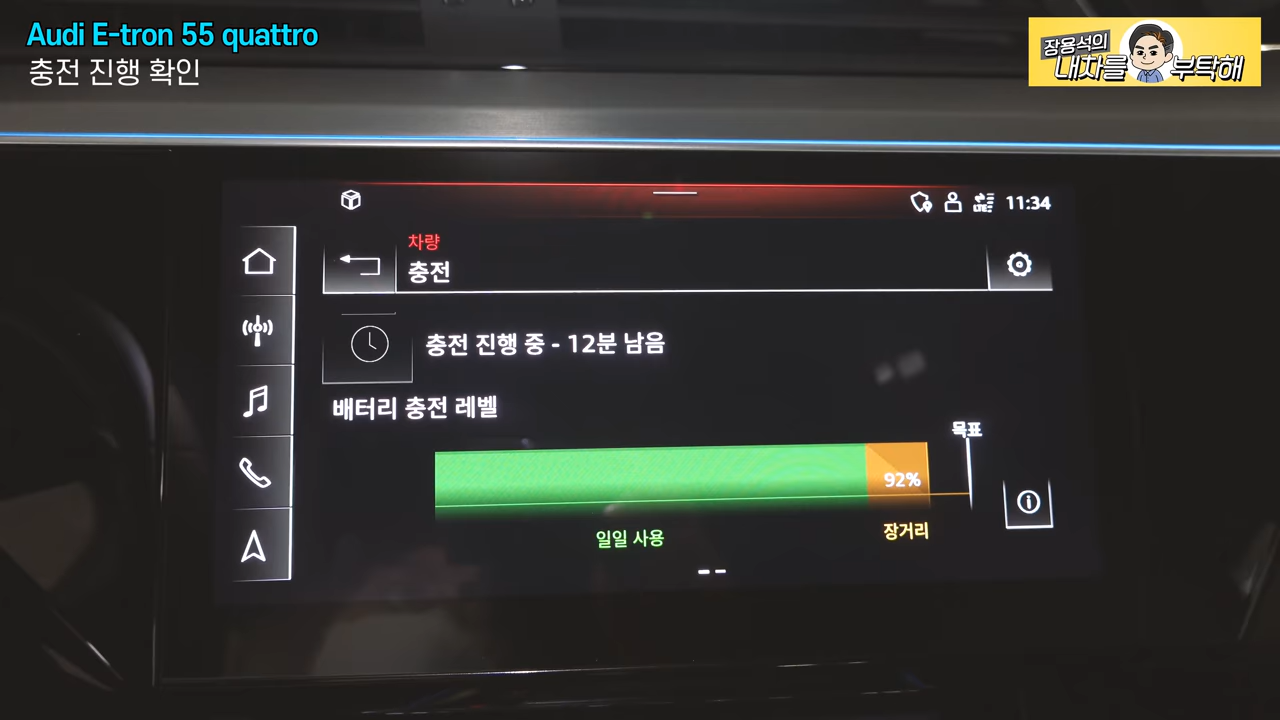 Audi E-tron 55 quattro
충전 진행 확인
장용석의
내차를 부탁해
LTE
11:34
차량
충전
충전 진행 중 - 12분 남음
배터리 충전 레벨
목표
92%
일일 사용
장거리